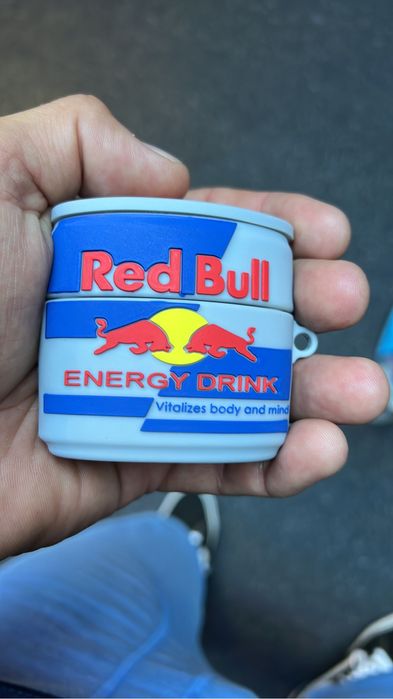 Red Bull
ENERGY DRINK
Vitalizes body and mind